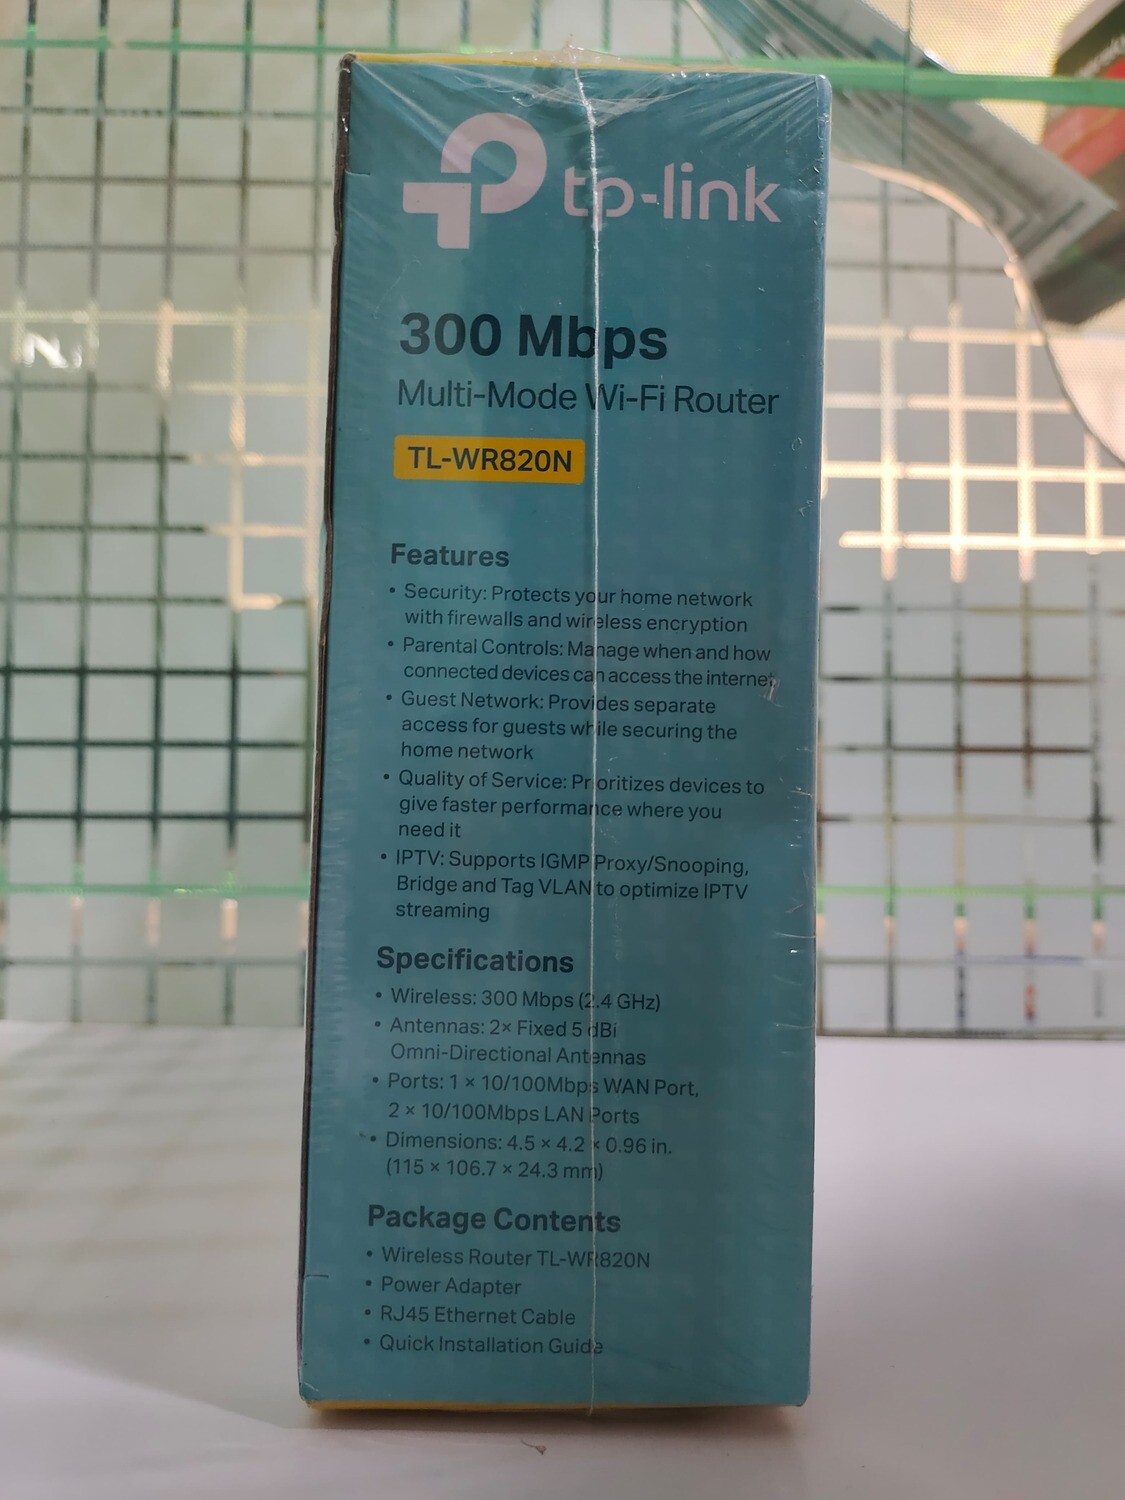 tp-link
300 Mbps
Multi-Mode Wi-Fi Router
TL-WR820N
Features
• Security: Protects your home network
with firewalls and wireless encryption
• Parental Controls: Manage when and how
connected devices can access the internet
• Guest Network: Provides separate
access for guests while securing the
home network
• Quality of Service: Prioritizes devices to
give faster performance where you
need it
• IPTV: Supports IGMP Proxy/Snooping,
Bridge and Tag VLAN to optimize IPTV
streaming
Specifications
• Wireless: 300 Mbps (2.4 GHz)
• Antennas: 2× Fixed 5 dBi
Omni-Directional Antennas
• Ports: 1 × 10/100Mbps WAN Port,
2 × 10/100Mbps LAN Ports
• Dimensions: 4.5 × 4.2 × 0.96 in.
(115 × 106.7 × 24.3 mm)
Package Contents
• Wireless Router TL-WR820N
• Power Adapter
• RJ45 Ethernet Cable
• Quick Installation Guide